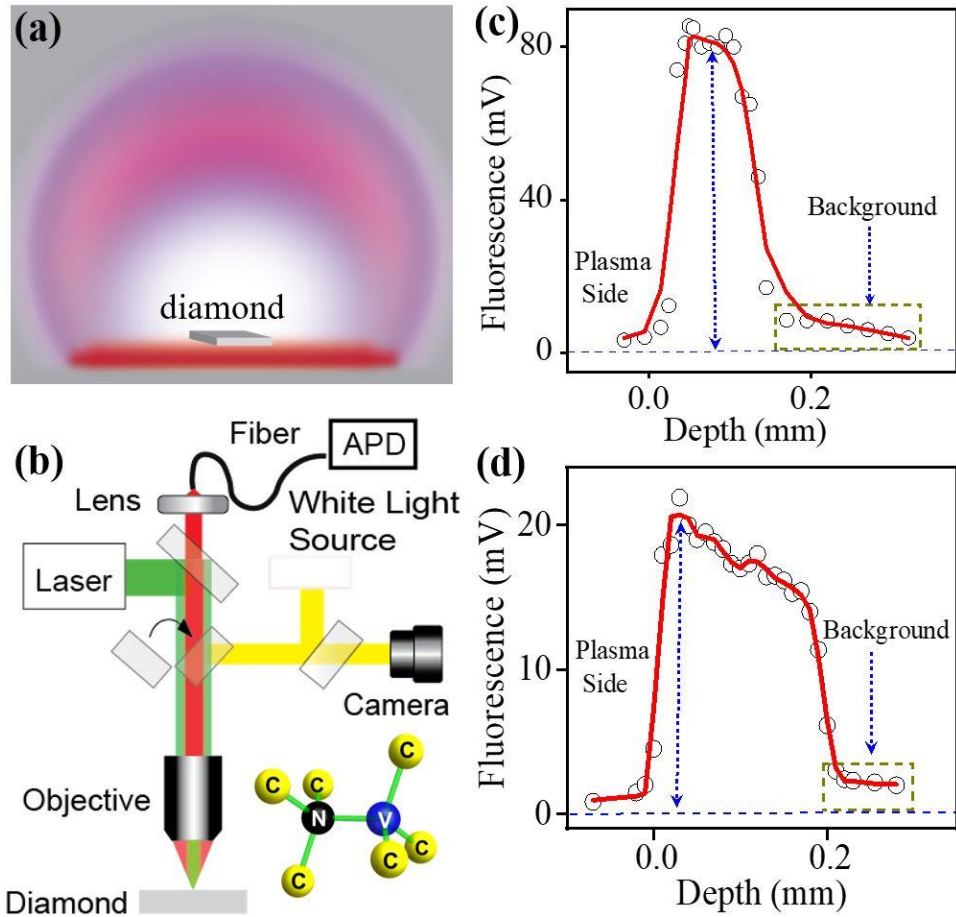 (a)
diamond
(b)
Fiber
APD
Lens
White Light
Source
Laser
Camera
Objective
Diamond
C
C
C
N
V
C
C
C
(c)
80
40
0
Fluorescence (mV)
Plasma
Side
Background
0.0
0.2
Depth (mm)
(d)
20
10
0
Fluorescence (mV)
Plasma
Side
Background
0.0
0.2
Depth (mm)